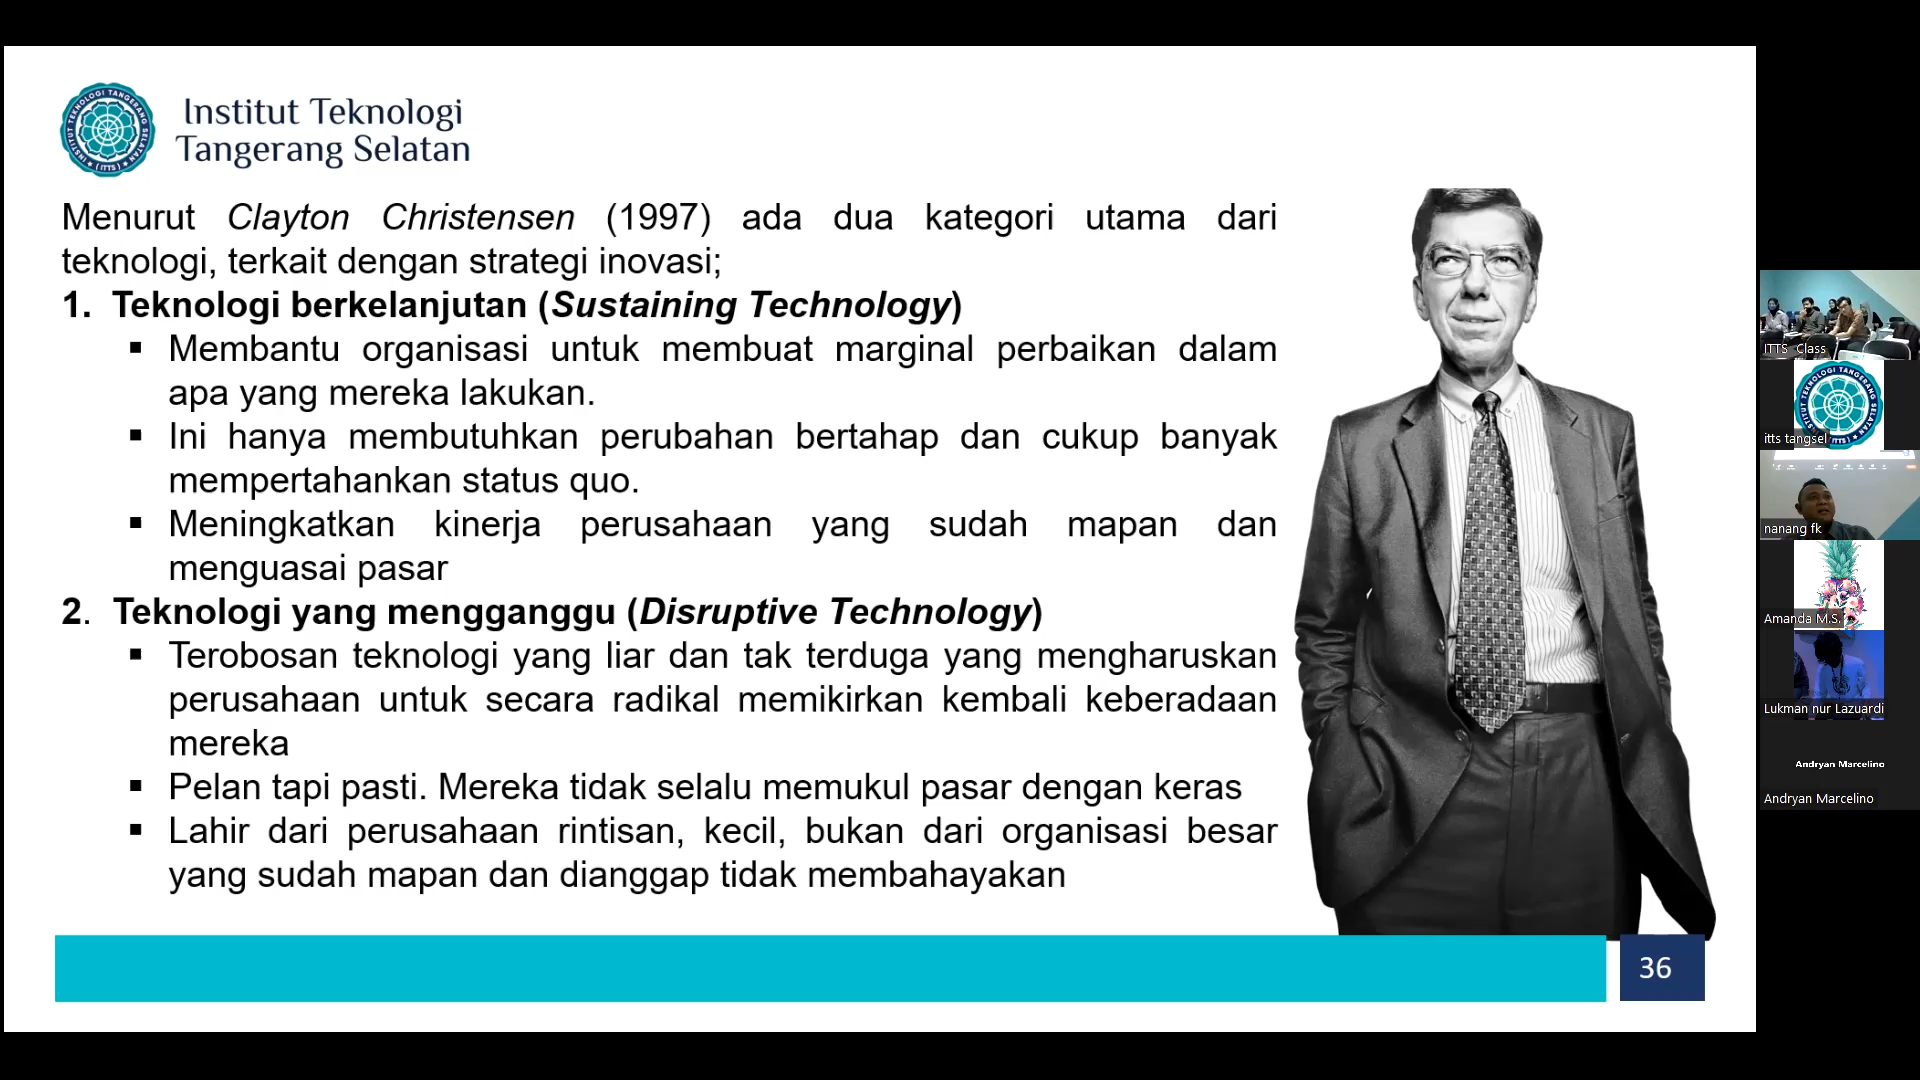 INSTITUT TEKNOLOGI TANGERANG SELATAN
(ITTS)
Institut Teknologi
Tangerang Selatan
Menurut Clayton Christensen (1997) ada dua kategori utama dari
teknologi, terkait dengan strategi inovasi;
1. Teknologi berkelanjutan (Sustaining Technology)
▪ Membantu organisasi untuk membuat marginal perbaikan dalam
apa yang mereka lakukan.
▪ Ini hanya membutuhkan perubahan bertahap dan cukup banyak
mempertahankan status quo.
▪ Meningkatkan kinerja perusahaan yang sudah mapan dan
menguasai pasar
2. Teknologi yang mengganggu (Disruptive Technology)
▪ Terobosan teknologi yang liar dan tak terduga yang mengharuskan
perusahaan untuk secara radikal memikirkan kembali keberadaan
mereka
▪ Pelan tapi pasti. Mereka tidak selalu memukul pasar dengan keras
▪ Lahir dari perusahaan rintisan, kecil, bukan dari organisasi besar
yang sudah mapan dan dianggap tidak membahayakan
36
ITTS Class
itts tangsel
nanang fk
Amanda M.S.
Lukman nur Lazuardi
Andryan Marcelino
Andryan Marcelino